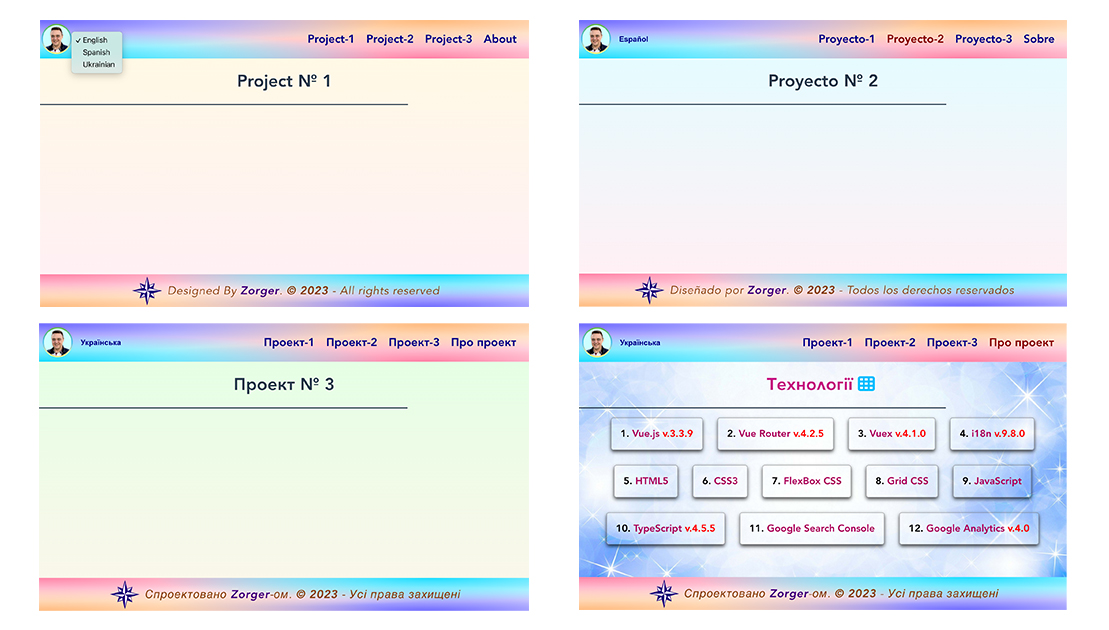 ✓ English
Spanish
Ukrainian
Project-1 Project-2 Project-3 About
Project № 1
Designed By Zorger. © 2023 - All rights reserved
Español
Proyecto-1 Proyecto-2 Proyecto-3 Sobre
Proyecto № 2
Diseñado por Zorger. © 2023 - Todos los derechos reservados
Українська
Проект-1 Проект-2 Проект-3 Про проект
Проект № 3
Спроектовано Zorger-ом. © 2023 - Усі права захищені
Українська
Проект-1 Проект-2 Проект-3 Про проект
Технології
1. Vue.js v.3.3.9 2. Vue Router v.4.2.5 3. Vuex v.4.1.0 4. i18n v.9.8.0
5. HTML5 6. CSS3 7. FlexBox CSS 8. Grid CSS 9. JavaScript
10. TypeScript v.4.5.5 11. Google Search Console 12. Google Analytics v.4.0
Спроектовано Zorger-ом. © 2023 - Усі права захищені